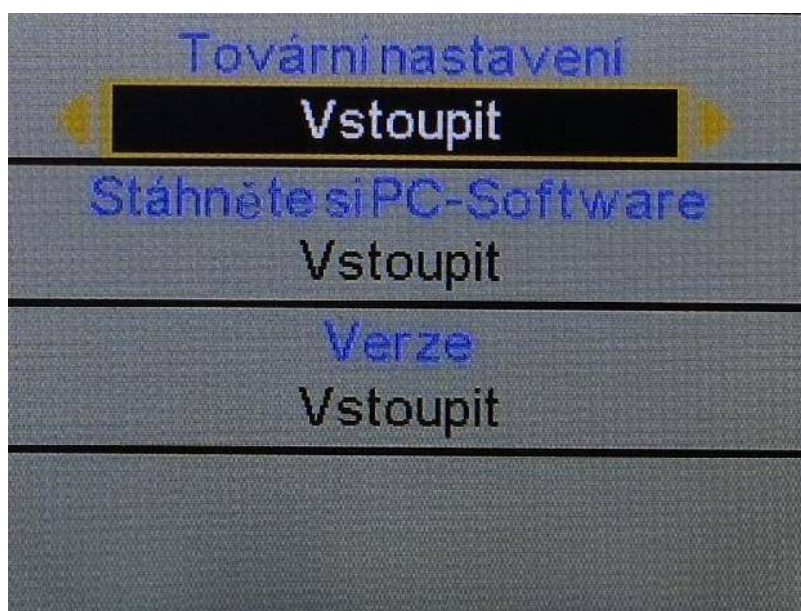 Tovární nastavení
Vstoupit
Stáhněte si PC-Software
Vstoupit
Verze
Vstoupit